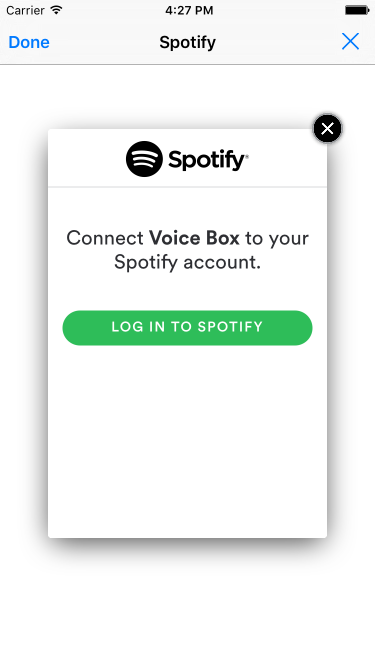 Carrier 4:27 PM
Done Spotify
Spotify®
Connect Voice Box to your
Spotify account.
LOG IN TO SPOTIFY